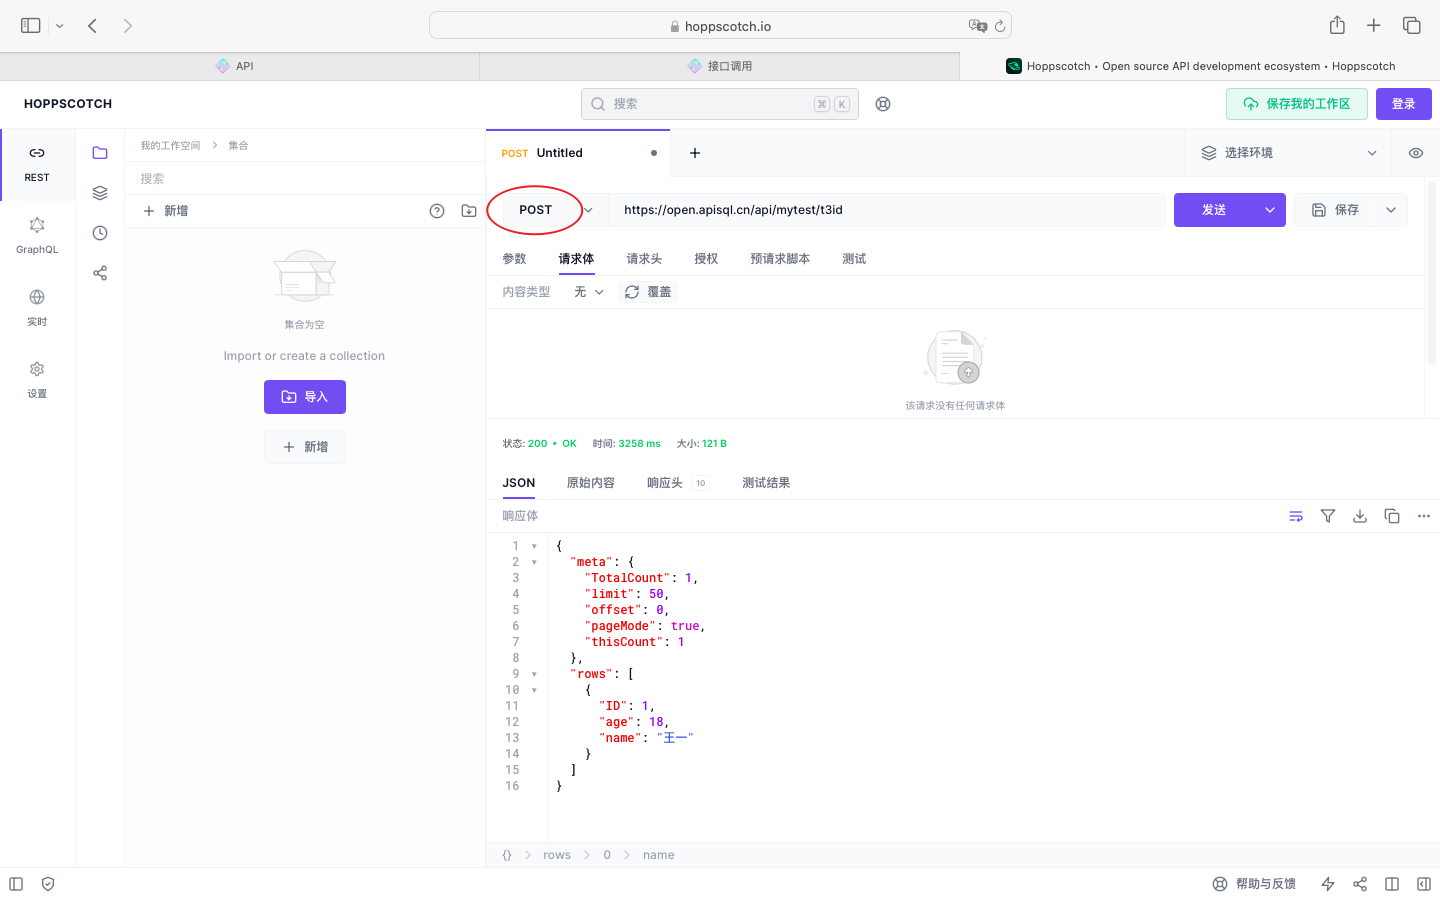 hoppscotch.io
API
接口调用
Hoppscotch • Open source API development ecosystem • Hoppscotch
HOPPSCOTCH
搜索
⌘ K
保存我的工作区
登录
REST
GraphQL
实时
设置
我的工作空间 > 集合
搜索
新增
集合为空
Import or create a collection
导入
新增
POST Untitled
选择环境
POST
https://open.apisql.cn/api/mytest/t3id
发送
保存
参数 请求体 请求头 授权 预请求脚本 测试
内容类型 无 覆盖
该请求没有任何请求体
状态: 200 • OK 时间: 3258 ms 大小: 121 B
JSON 原始内容 响应头 10 测试结果
响应体
1 {
2 "meta": {
3 "TotalCount": 1,
4 "limit": 50,
5 "offset": 0,
6 "pageMode": true,
7 "thisCount": 1
8 },
9 "rows": [
10 {
11 "ID": 1,
12 "age": 18,
13 "name": "王一"
14 }
15 ]
16 }
{} > rows > 0 > name
帮助与反馈